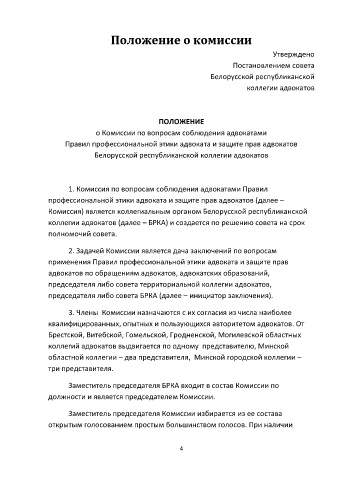 Положение о комиссии
Утверждено
Постановлением совета
Белорусской республиканской
коллегии адвокатов
ПОЛОЖЕНИЕ
о Комиссии по вопросам соблюдения адвокатами
Правил профессиональной этики адвоката и защите прав адвокатов
Белорусской республиканской коллегии адвокатов
1. Комиссия по вопросам соблюдения адвокатами Правил
профессиональной этики адвоката и защите прав адвокатов (далее –
Комиссия) является коллегиальным органом Белорусской республиканской
коллегии адвокатов (далее – БРКА) и создается по решению совета на срок
полномочий совета.
2. Задачей Комиссии является дача заключений по вопросам
применения Правил профессиональной этики адвоката и защите прав
адвокатов по обращениям адвокатов, адвокатских образований,
председателя либо совета территориальной коллегии адвокатов,
председателя либо совета БРКА (далее – инициатор заключения).
3. Члены Комиссии назначаются с их согласия из числа наиболее
квалифицированных, опытных и пользующихся авторитетом адвокатов. От
Брестской, Витебской, Гомельской, Гродненской, Могилевской областных
коллегий адвокатов выдвигается по одному представителю, Минской
областной коллегии – два представителя, Минской городской коллегии –
три представителя.
Заместитель председателя БРКА входит в состав Комиссии по
должности и является председателем Комиссии.
Заместитель председателя Комиссии избирается из ее состава
открытым голосованием простым большинством голосов. При наличии
4